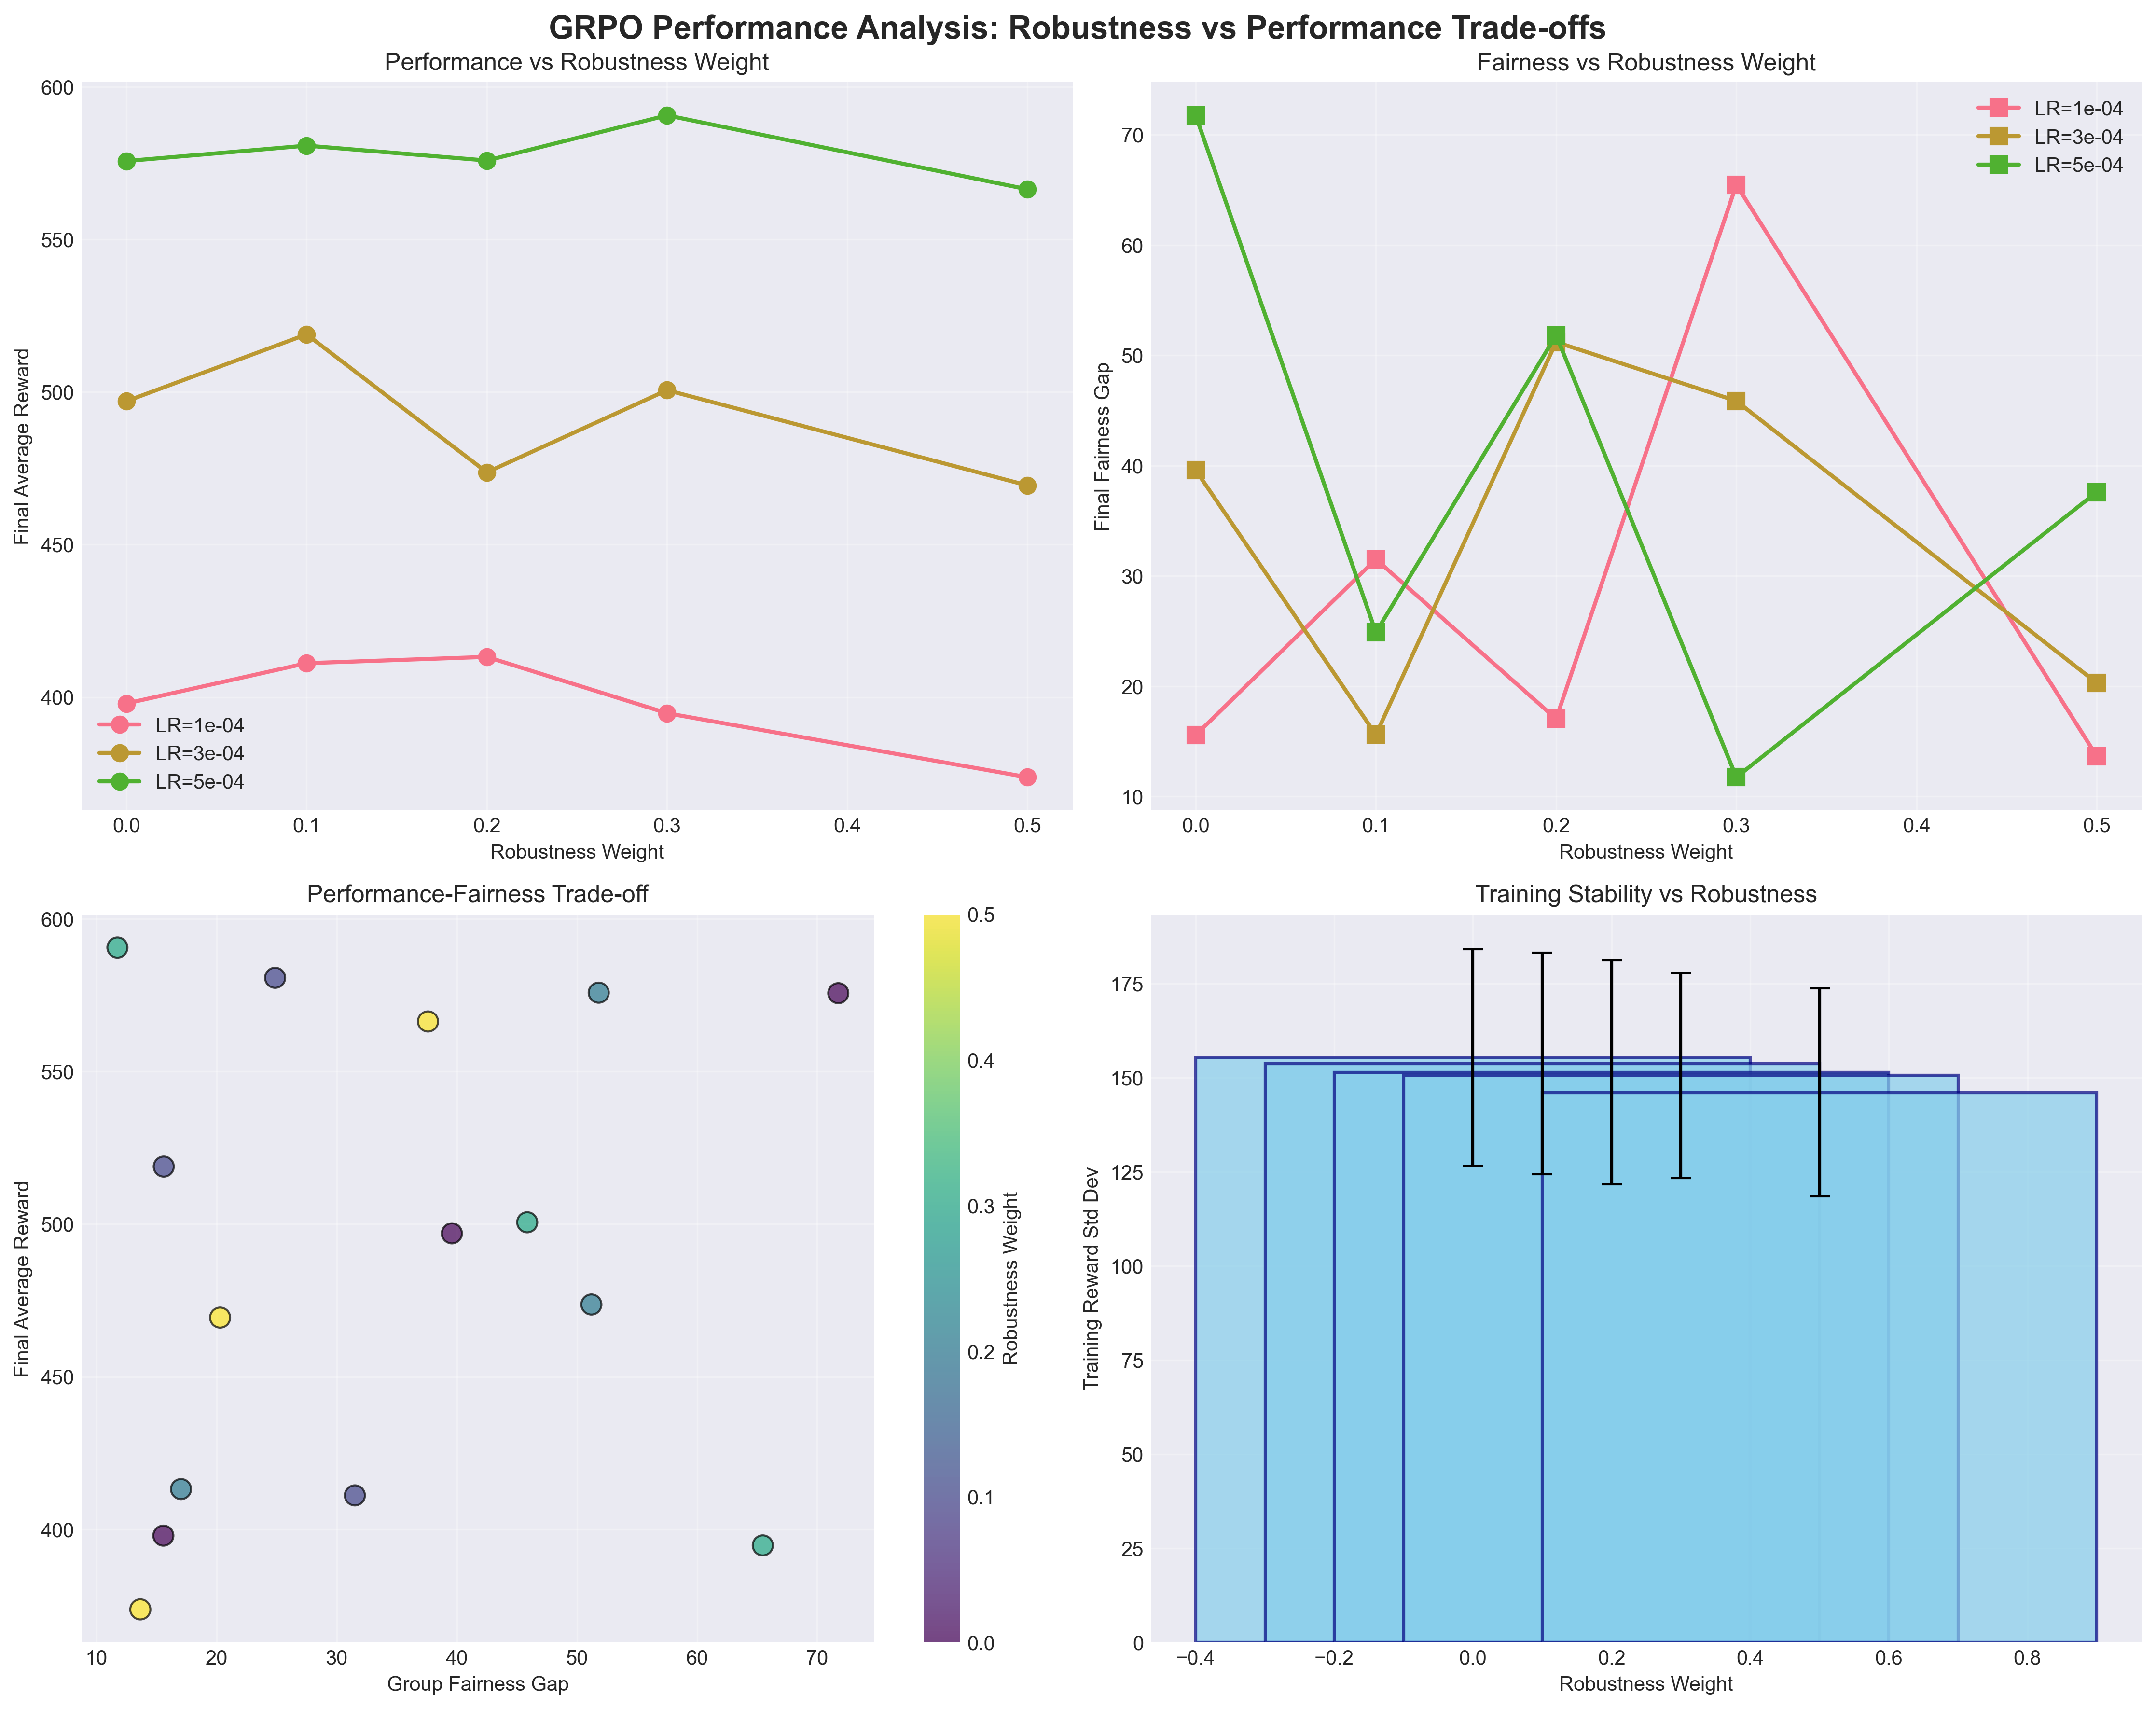 GRPO Performance Analysis: Robustness vs Performance Trade-offs
Performance vs Robustness Weight
600
550
500
450
400
Final Average Reward
LR=1e-04
LR=3e-04
LR=5e-04
0.0 0.1 0.2 0.3 0.4 0.5
Robustness Weight
Fairness vs Robustness Weight
70
60
50
40
30
20
10
Final Fairness Gap
LR=1e-04
LR=3e-04
LR=5e-04
0.0 0.1 0.2 0.3 0.4 0.5
Robustness Weight
Performance-Fairness Trade-off
600
550
500
450
400
Final Average Reward
10 20 30 40 50 60 70
Group Fairness Gap
0.5
0.4
0.3
0.2
0.1
0.0
Robustness Weight
Training Stability vs Robustness
175
150
125
100
75
50
25
0
Training Reward Std Dev
−0.4 −0.2 0.0 0.2 0.4 0.6 0.8
Robustness Weight